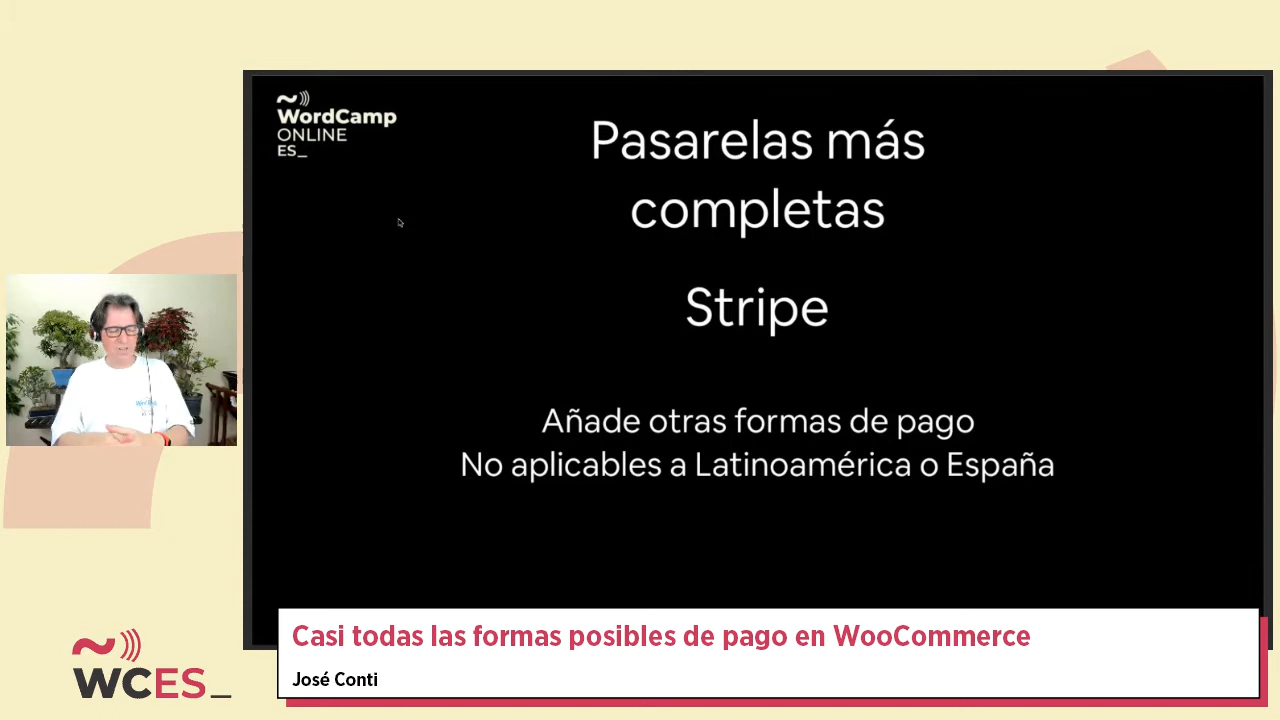 WordCamp
ONLINE
ES_
Pasarelas más
completas
Stripe
Añade otras formas de pago
No aplicables a Latinoamérica o España
Casi todas las formas posibles de pago en WooCommerce
José Conti
WCES_